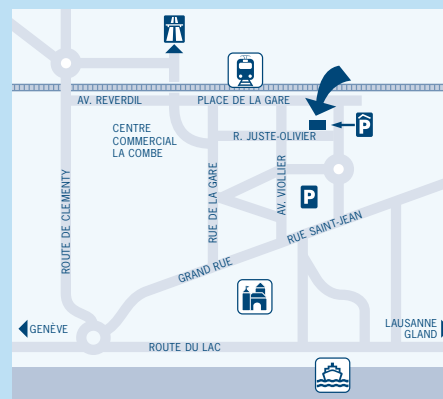 AV. REVERDIL
PLACE DE LA GARE
P
CENTRE
COMMERCIAL
LA COMBE
R. JUSTE-OLIVIER
ROUTE DE CLEMENTY
RUE DE LA GARE
AV. VIOLLIER
P
RUE SAINT-JEAN
GRAND RUE
GENÈVE
LAUSANNE
GLAND
ROUTE DU LAC